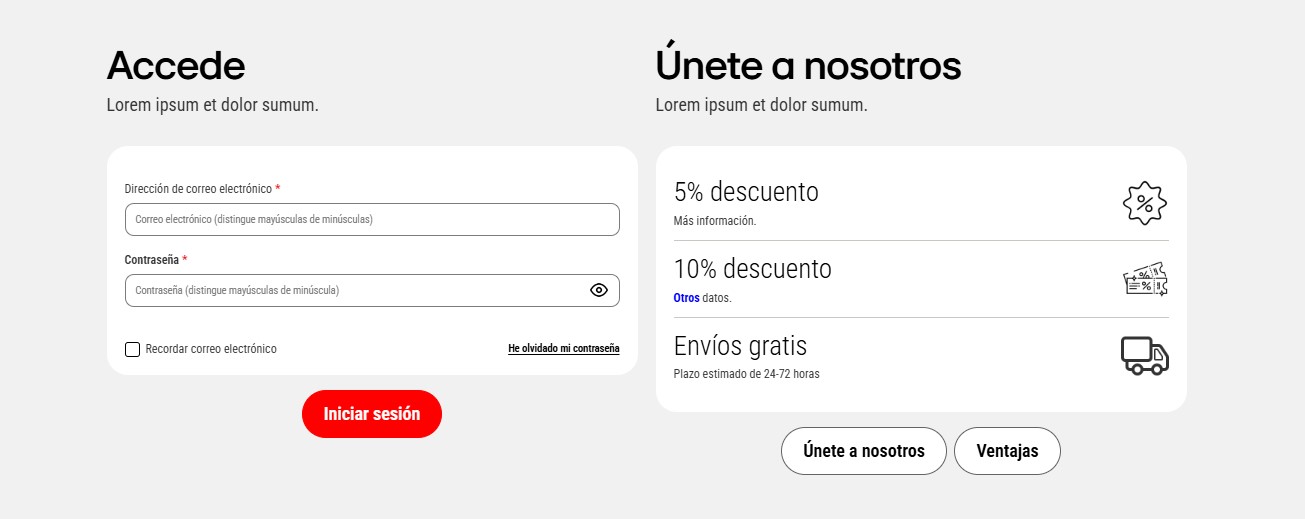 Accede
Lorem ipsum et dolor sumum.
Dirección de correo electrónico *
Correo electrónico (distingue mayúsculas de minúsculas)
Contraseña *
Contraseña (distingue mayúsculas de minúscula)
Recordar correo electrónico
He olvidado mi contraseña
Iniciar sesión
Únete a nosotros
Lorem ipsum et dolor sumum.
5% descuento
Más información.
10% descuento
Otros datos.
Envíos gratis
Plazo estimado de 24-72 horas
Únete a nosotros
Ventajas